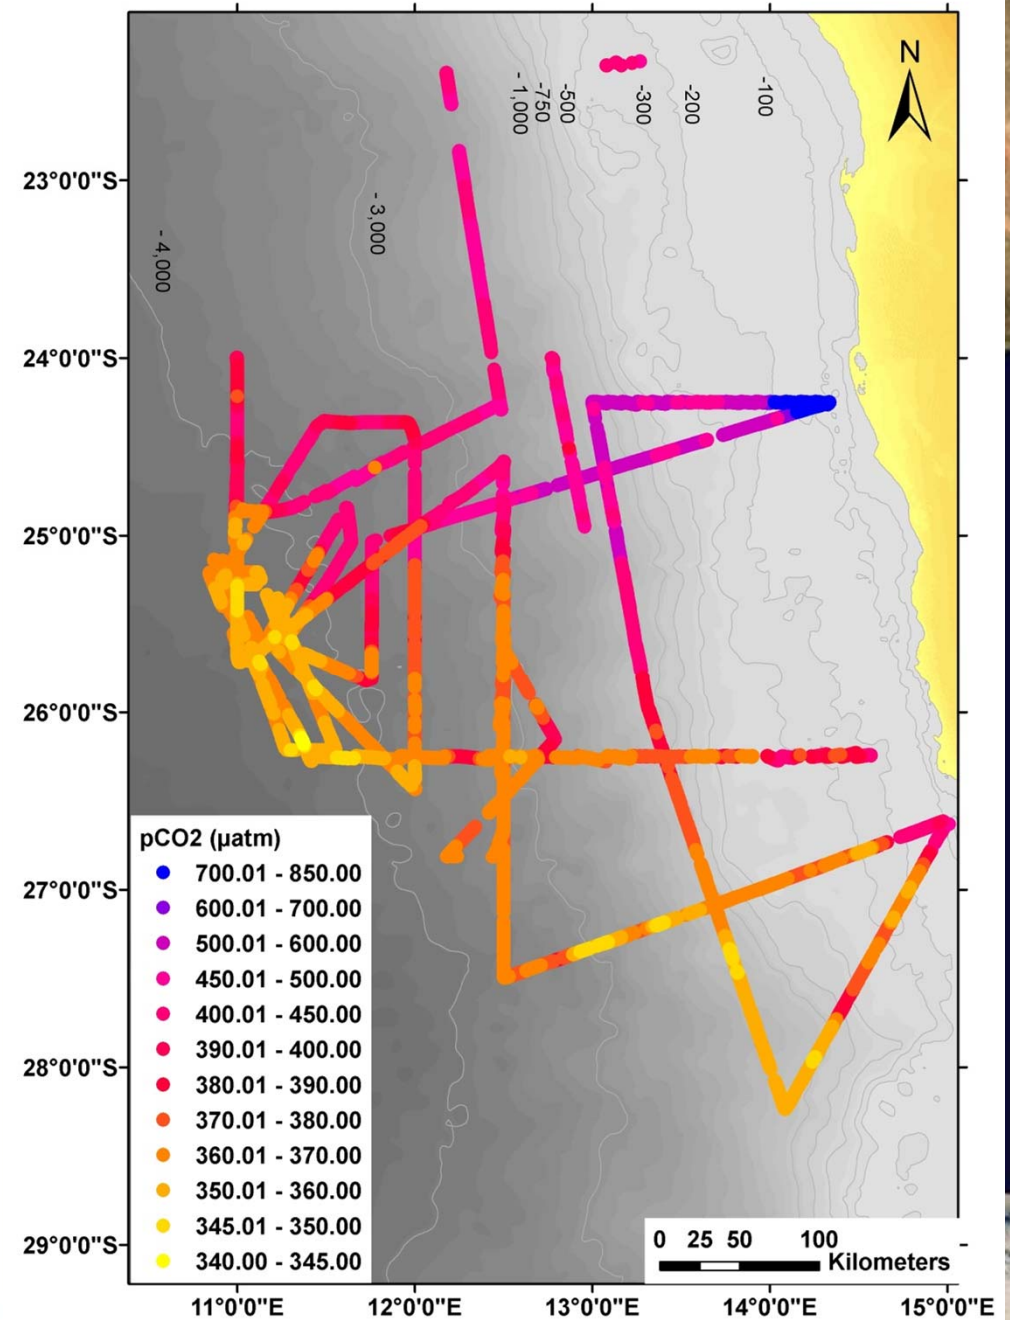 N
- 1,000
-750
-500
-300
-200
-100
- 3,000
- 4,000
23°0'0"S
24°0'0"S
25°0'0"S
26°0'0"S
27°0'0"S
28°0'0"S
29°0'0"S
pCO2 (µatm)
700.01 - 850.00
600.01 - 700.00
500.01 - 600.00
450.01 - 500.00
400.01 - 450.00
390.01 - 400.00
380.01 - 390.00
370.01 - 380.00
360.01 - 370.00
350.01 - 360.00
345.01 - 350.00
340.00 - 345.00
0 25 50 100
Kilometers
11°0'0"E 12°0'0"E 13°0'0"E 14°0'0"E 15°0'0"E